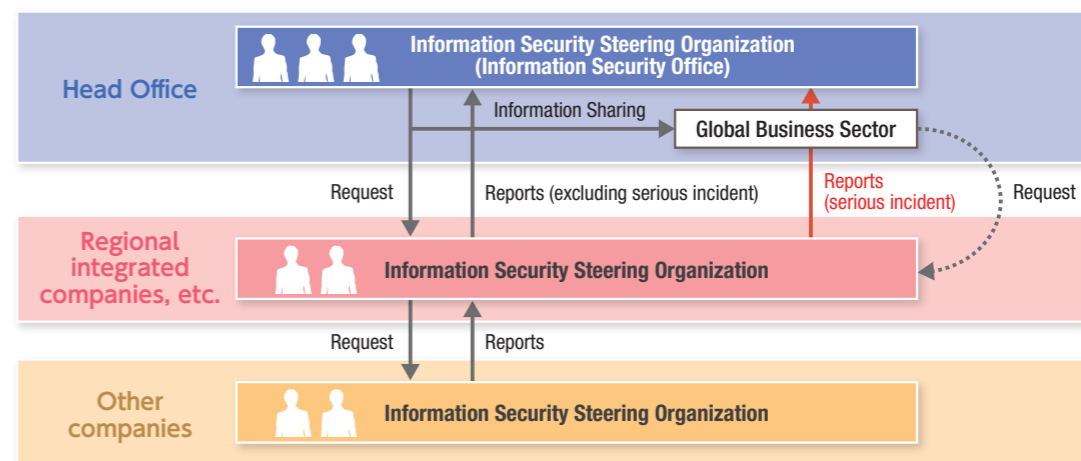 Head Office
Information Security Steering Organization
(Information Security Office)
Information Sharing
Global Business Sector
Request
Reports (excluding serious incident)
Reports
(serious incident)
Request
Regional
integrated
companies, etc.
Information Security Steering Organization
Request
Reports
Other
companies
Information Security Steering Organization